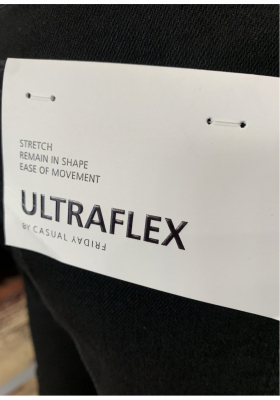 STRETCH
REMAIN IN SHAPE
EASE OF MOVEMENT
ULTRAFLEX
BY CASUAL FRIDAY